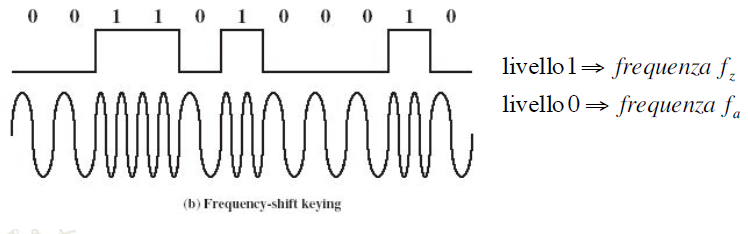 0 0 1 1 0 1 0 0 0 1 0
livello 1 ⇒ frequenza f_z
livello 0 ⇒ frequenza f_a
(b) Frequency-shift keying